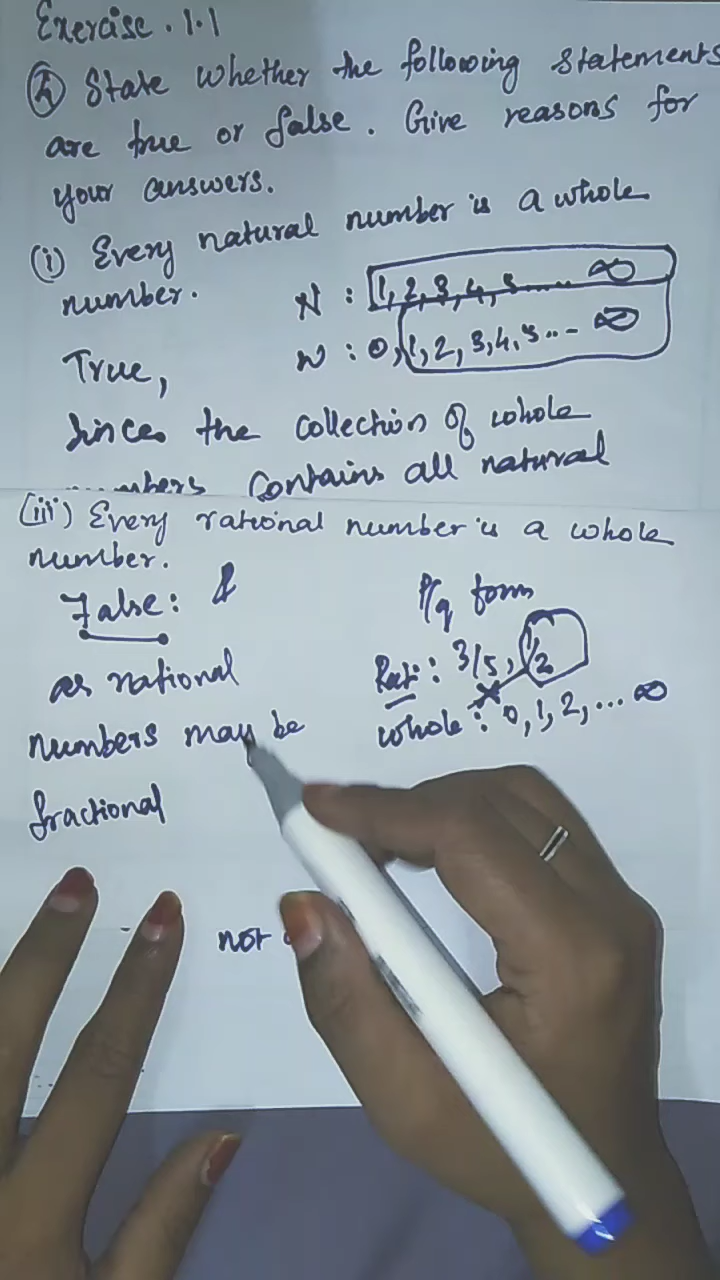 Exercise. 1.1
④ State whether the following statements
are true or false. Give reasons for
your answers.
(i) Every natural number is a whole
number.
N : 1, 2, 3, 4, 5..... ∞
True,
W : 0, 1, 2, 3, 4, 5... ∞
Since the collection of whole
numbers contains all natural
(iii) Every rational number is a whole
number.
False:
P/q form
Rat: 3/5, 1/2
as rational
whole: 0, 1, 2, ... ∞
numbers may be
fractional
not